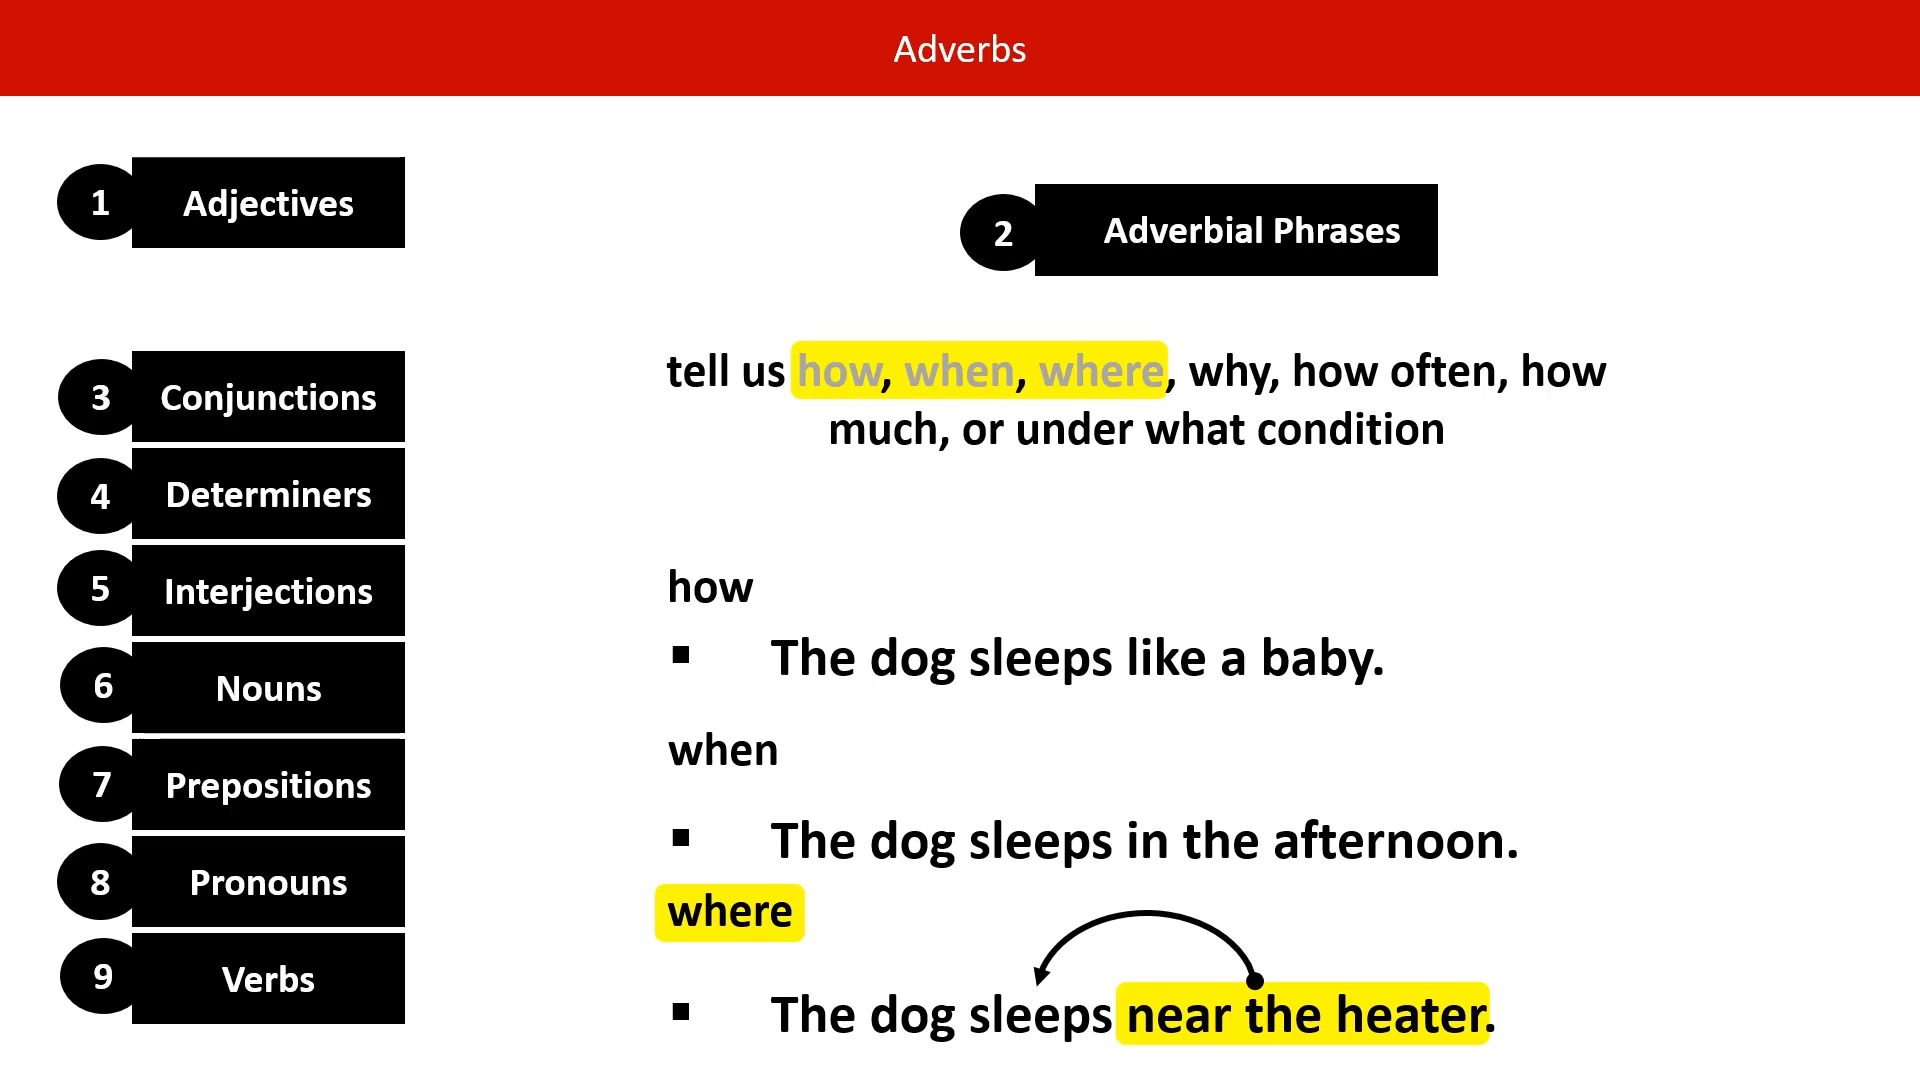 Adverbs
1 Adjectives
3 Conjunctions
4 Determiners
5 Interjections
6 Nouns
7 Prepositions
8 Pronouns
9 Verbs
2 Adverbial Phrases
tell us how, when, where, why, how often, how
much, or under what condition
how
▪ The dog sleeps like a baby.
when
▪ The dog sleeps in the afternoon.
where
▪ The dog sleeps near the heater.